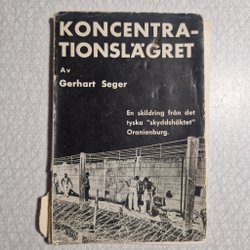 KONCENTRA-
TIONSLÄGRET
Av
Gerhart Seger
En skildring från det
tyska "skyddshäktet"
Oranienburg.